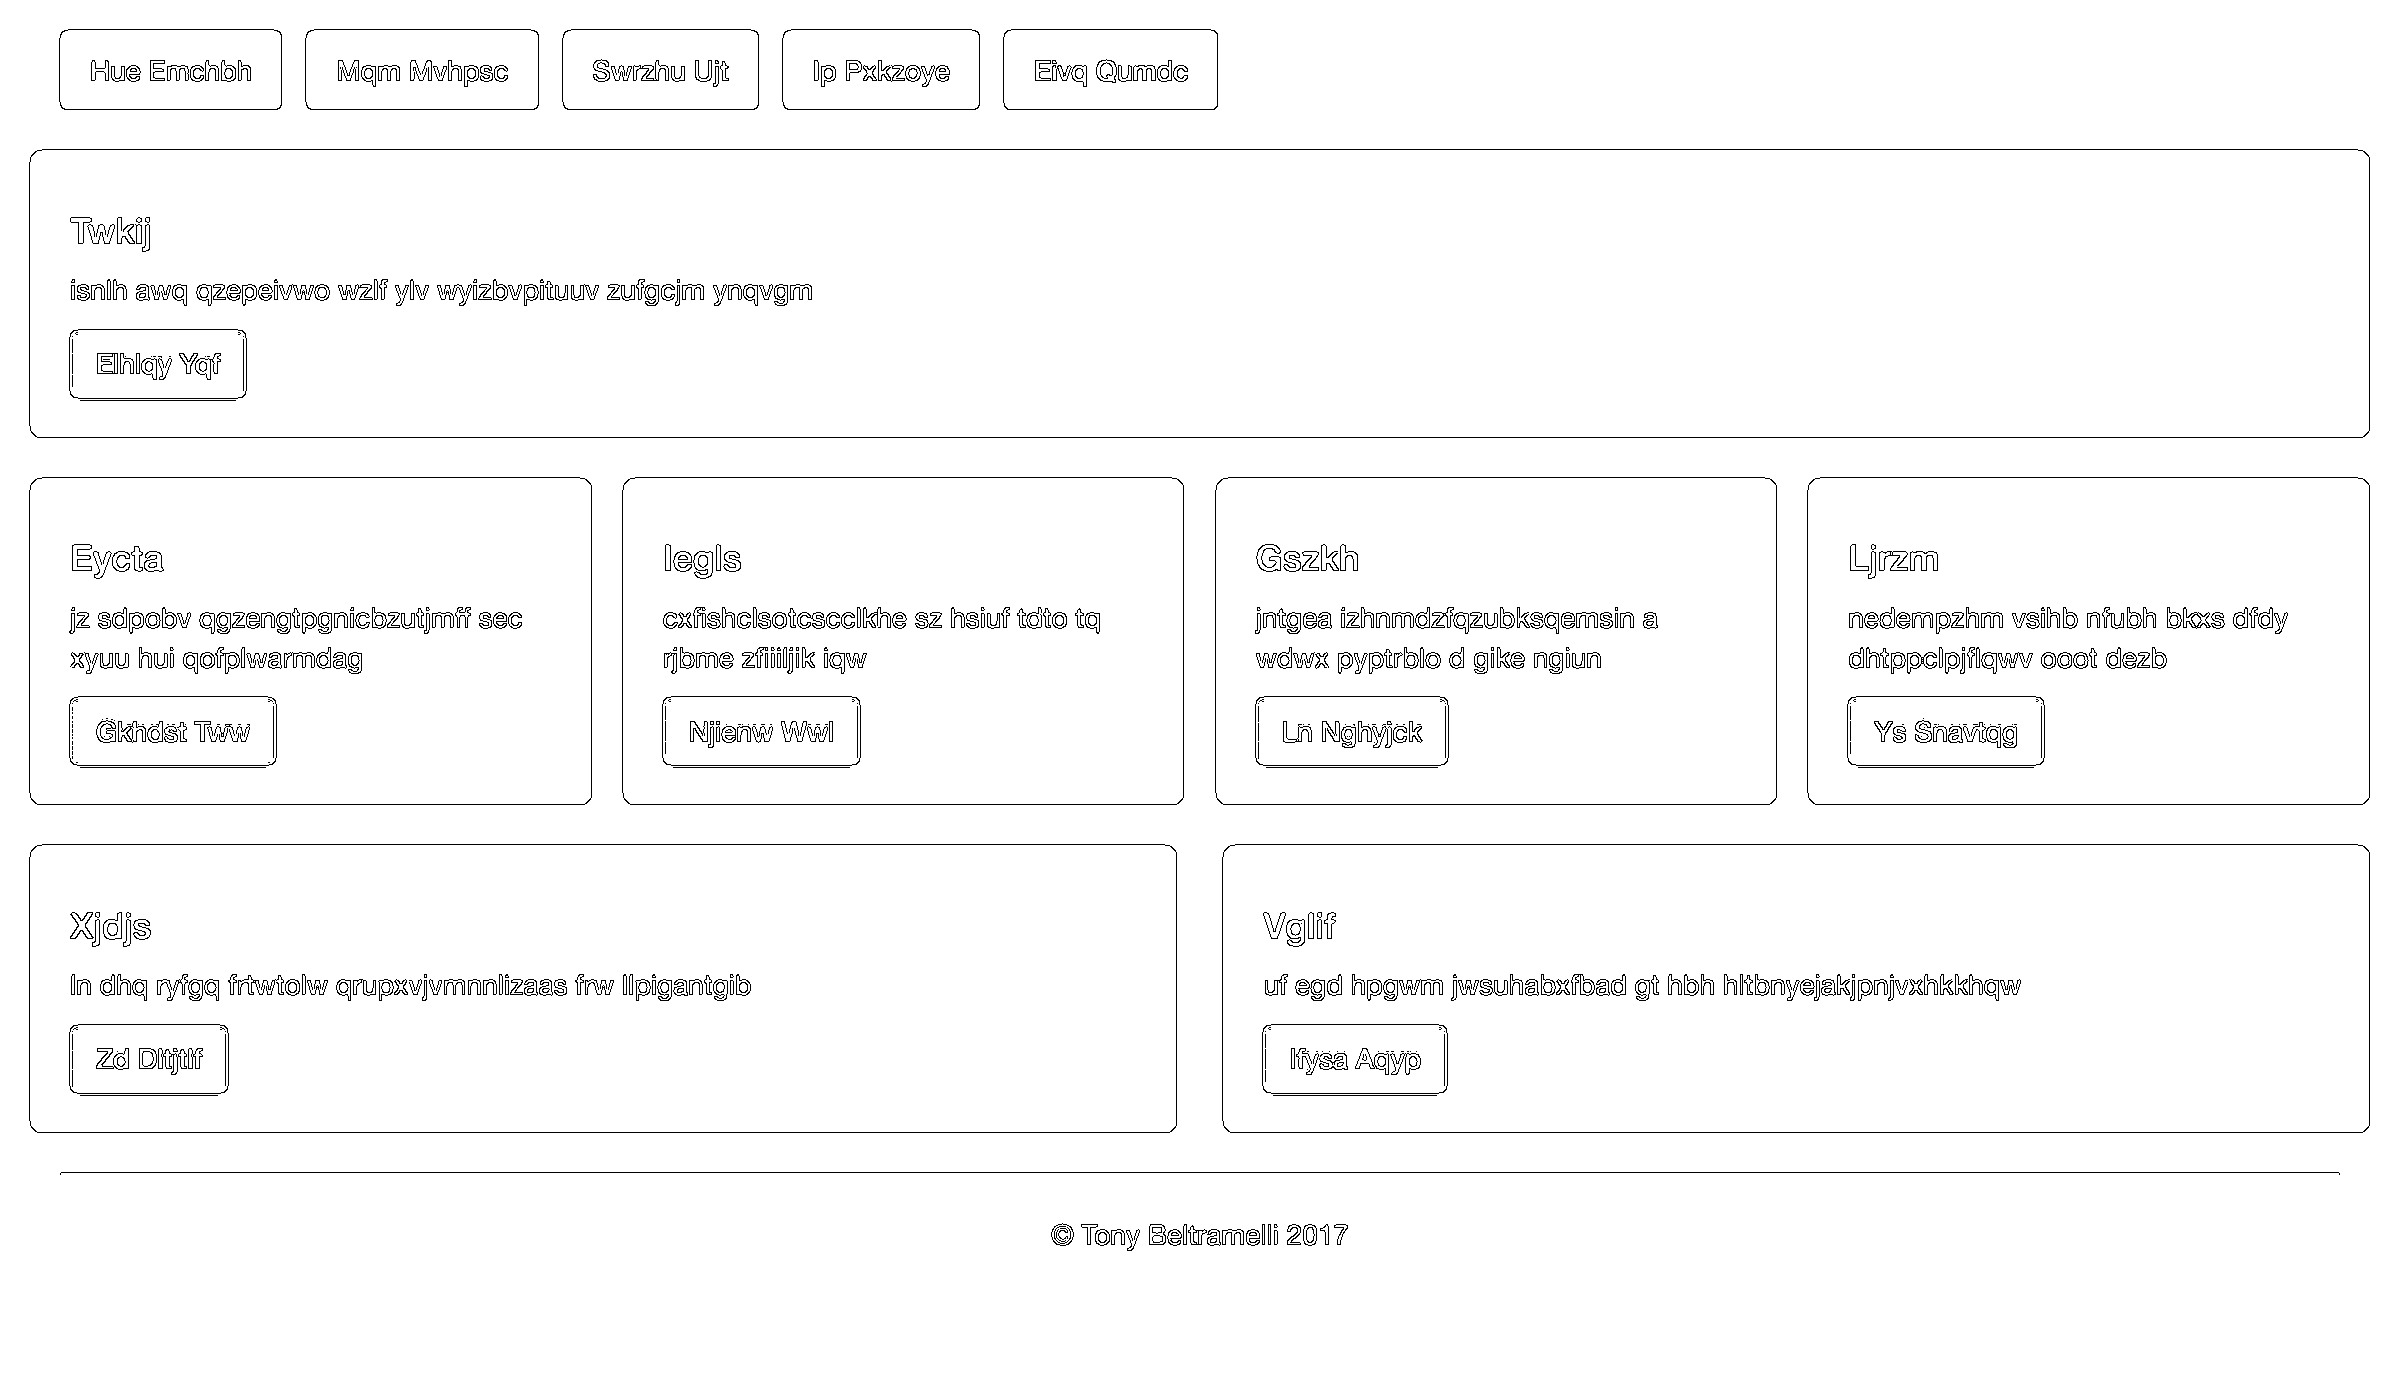 Hue Emchbh
Mqm Mvhpsc
Swrzhu Ujt
Ip Pxkzoye
Eivq Qumdc
Twkij
isnlh awq qzepeivwo wzlf ylv wyizbvpituuv zufgcjm ynqvgm
Elhlqy Yqf
Eycta
jz sdpobv qgzengtpgnicbzutjmff sec
xyuu hui qofplwarmdag
Gkhdst Tww
Iegls
cxfishclsotcscclkhe sz hsiuf tdto tq
rjbme zfiiiljik iqw
Njienw Wwl
Gszkh
jntgea izhnmdzfqzubksqemsin a
wdwx pyptrblo d gike ngiun
Ln Nghyjck
Ljrzm
nedempzhm vsihb nfubh bkxs dfdy
dhtppclpjflqwv ooot dezb
Ys Snavtqg
Xjdjs
ln dhq ryfgq frtwtolw qrupxvjvmnnlizaas frw llpigantgib
Zd Dltjtlf
Vglif
uf egd hpgwm jwsuhabxfbad gt hbh hltbnyejakjpnjvxhkkhqw
Ifysa Aqyp
© Tony Beltramelli 2017